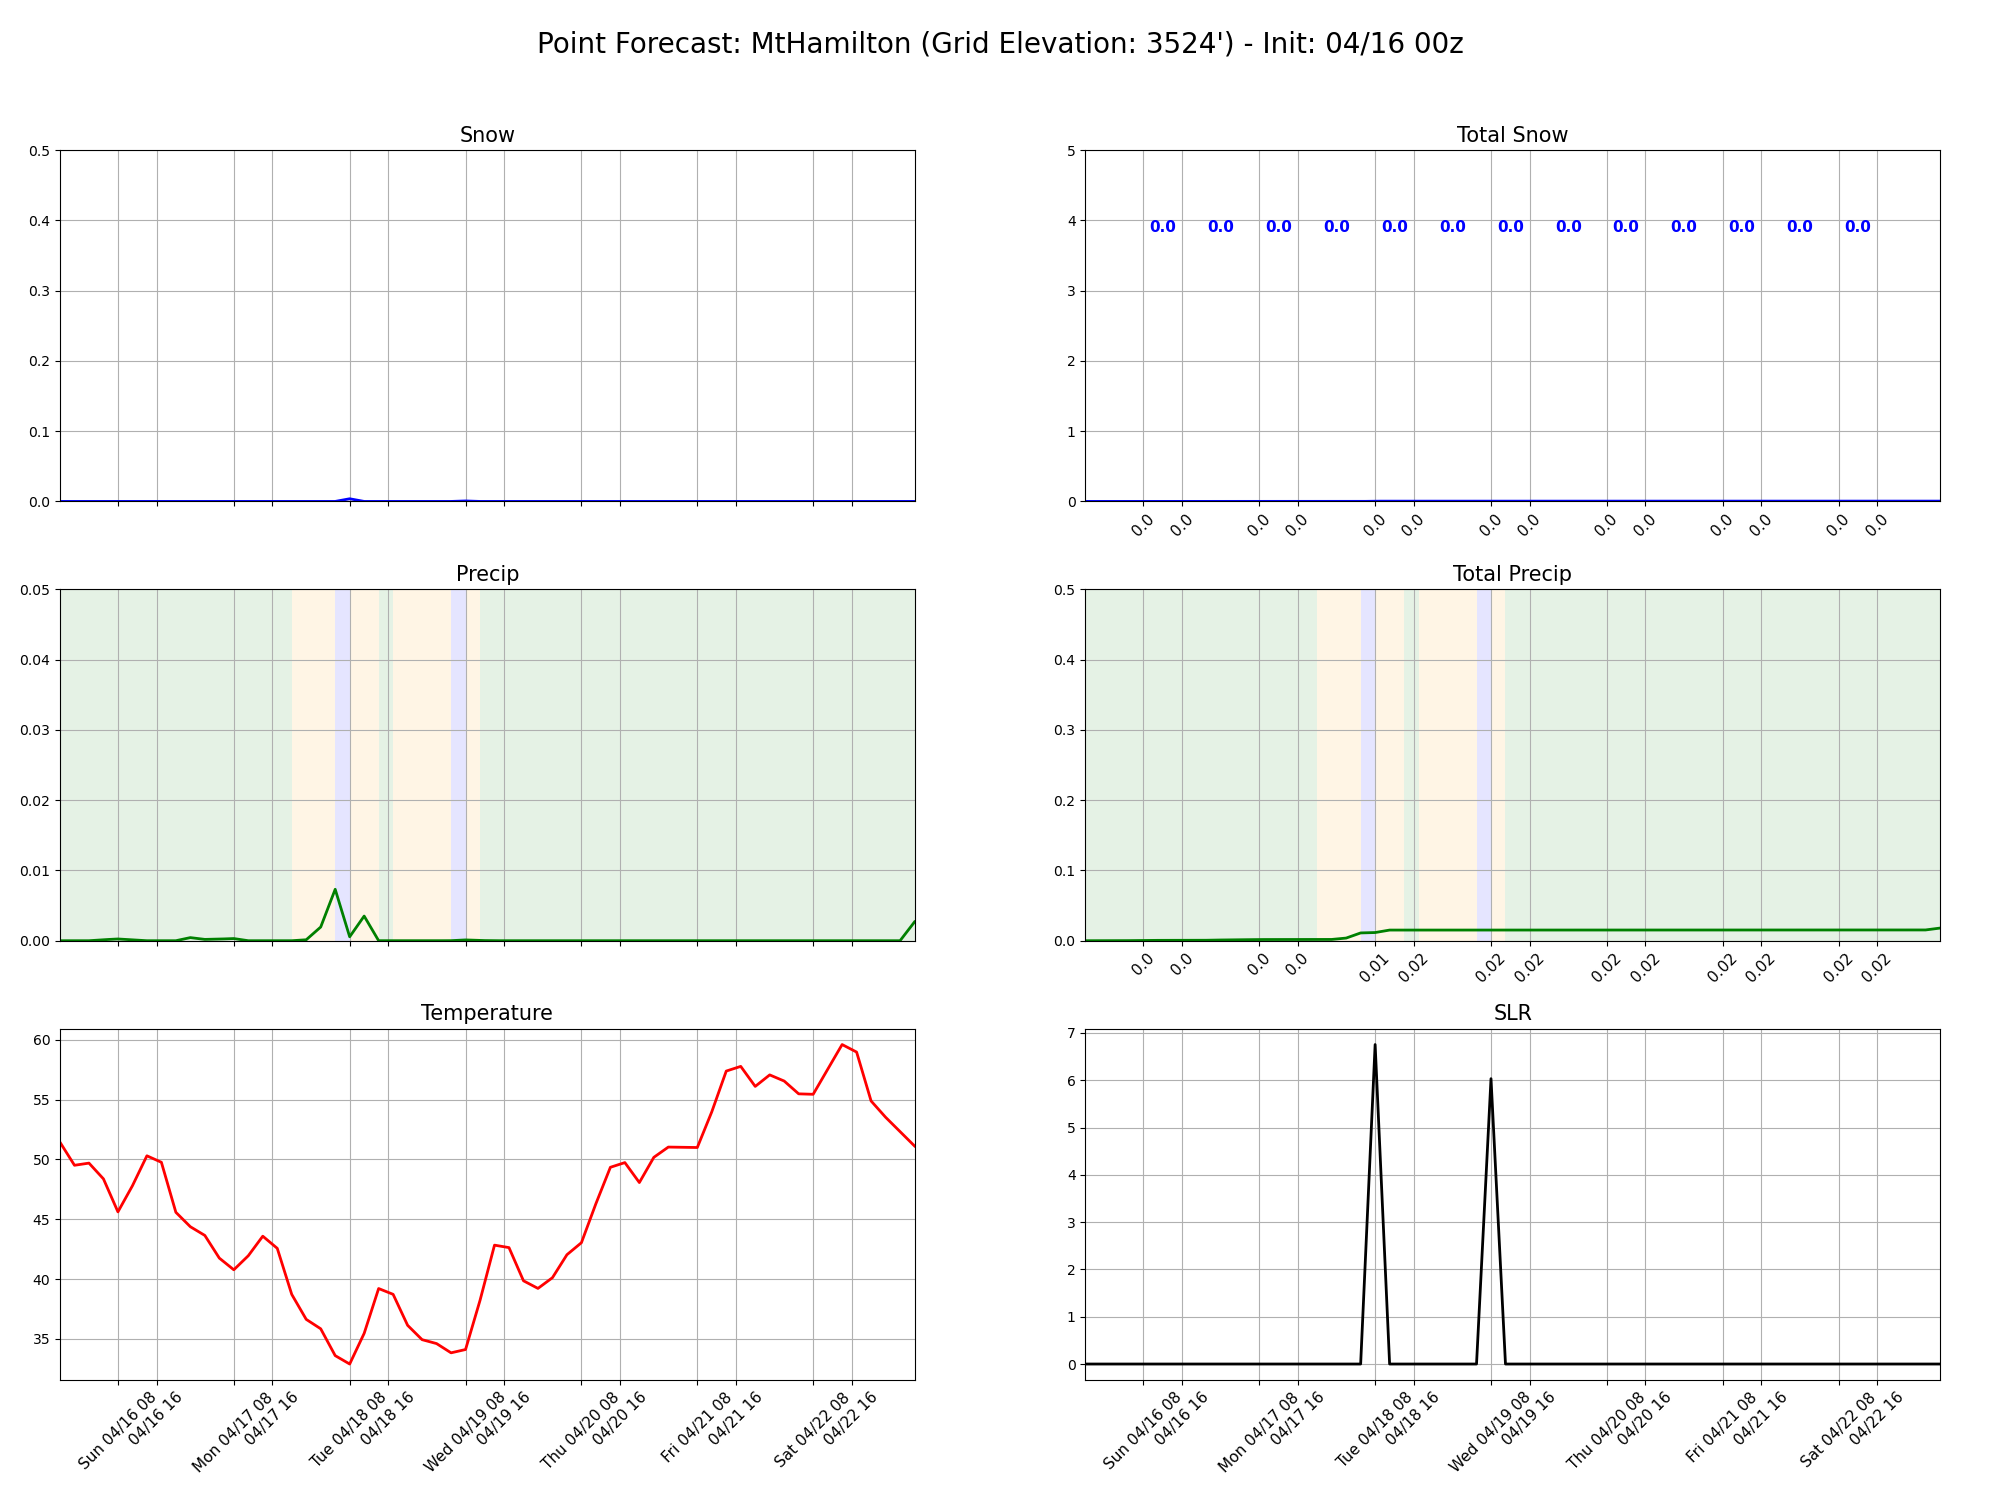 Point Forecast: MtHamilton (Grid Elevation: 3524') - Init: 04/16 00z
Snow
0.5
0.4
0.3
0.2
0.1
0.0
Total Snow
5
4
3
2
1
0
0.0 0.0 0.0 0.0 0.0 0.0 0.0 0.0 0.0 0.0 0.0 0.0 0.0
0.0 0.0 0.0 0.0 0.0 0.0 0.0 0.0 0.0 0.0 0.0 0.0 0.0 0.0
Precip
0.05
0.04
0.03
0.02
0.01
0.00
Total Precip
0.5
0.4
0.3
0.2
0.1
0.0
0.0 0.0 0.0 0.0 0.01 0.02 0.02 0.02 0.02 0.02 0.02 0.02 0.02 0.02
Temperature
60
55
50
45
40
35
Sun 04/16 08
04/16 16
Mon 04/17 08
04/17 16
Tue 04/18 08
04/18 16
Wed 04/19 08
04/19 16
Thu 04/20 08
04/20 16
Fri 04/21 08
04/21 16
Sat 04/22 08
04/22 16
SLR
7
6
5
4
3
2
1
0
Sun 04/16 08
04/16 16
Mon 04/17 08
04/17 16
Tue 04/18 08
04/18 16
Wed 04/19 08
04/19 16
Thu 04/20 08
04/20 16
Fri 04/21 08
04/21 16
Sat 04/22 08
04/22 16